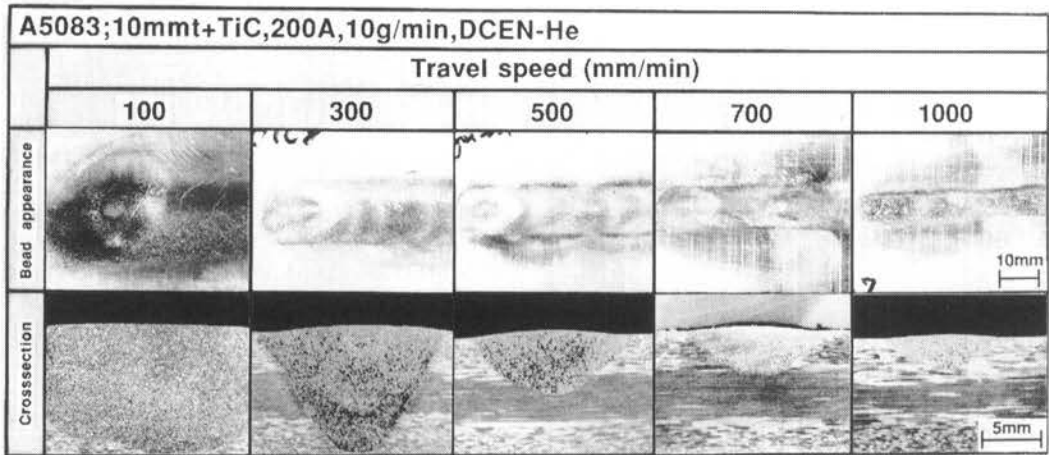 A5083;10mmt+TiC,200A,10g/min,DCEN-He
Travel speed (mm/min)
100 300 500 700 1000
Bead appearance
10mm
7
Crosssection
5mm